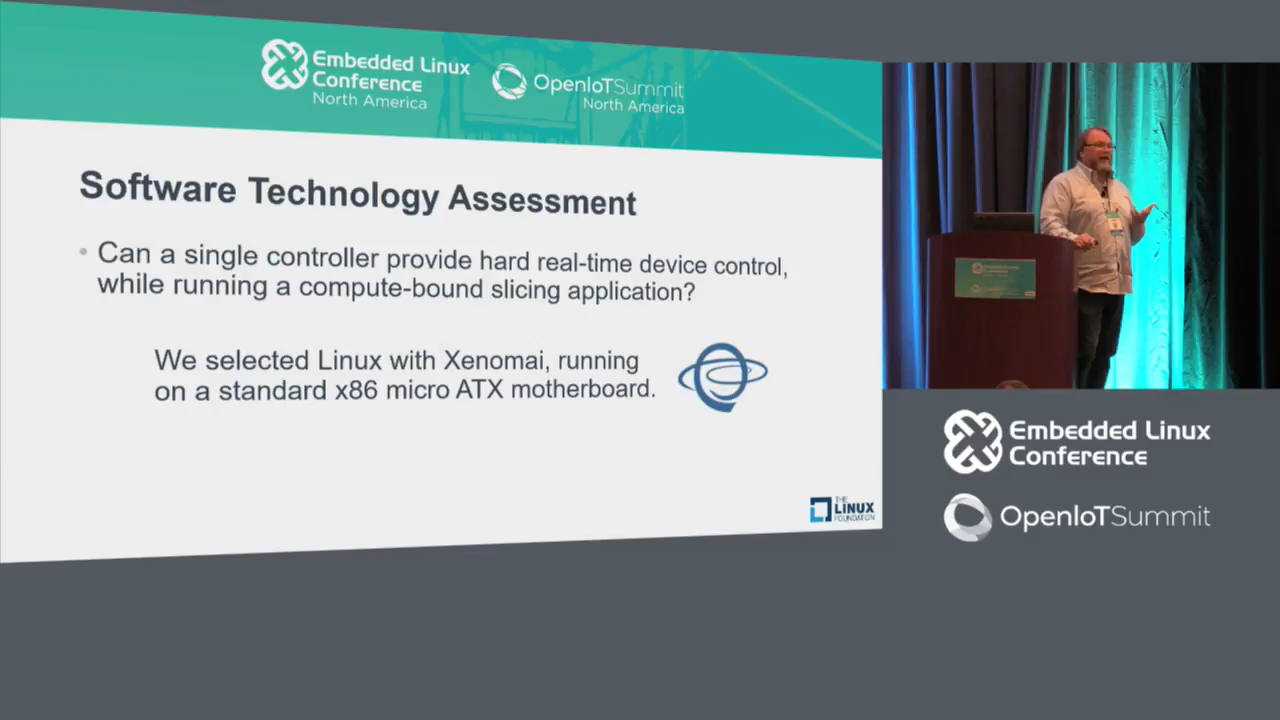 Embedded Linux
Conference
North America
OpenIoTSummit
North America
Software Technology Assessment
• Can a single controller provide hard real-time device control,
while running a compute-bound slicing application?
We selected Linux with Xenomai, running
on a standard x86 micro ATX motherboard.
THE
LINUX
FOUNDATION
Embedded Linux
Conference
OpenIoTSummit